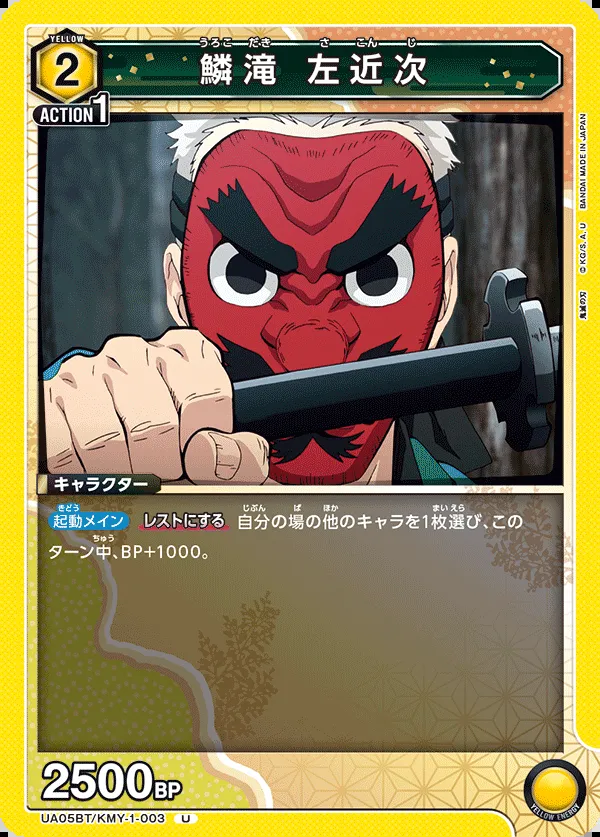 YELLOW
2
ACTION 1
うろこ だき さ こん じ
鱗滝 左近次
キャラクター
きどう じぶん ば ほか まい えら
起動メイン レストにする 自分の場の他のキャラを1枚選び、この
ちゅう
ターン中、BP+1000。
2500BP
UA05BT/KMY-1-003 U
YELLOW ENERGY
鬼滅の刃 © KG/S, A, U BANDAI MADE IN JAPAN